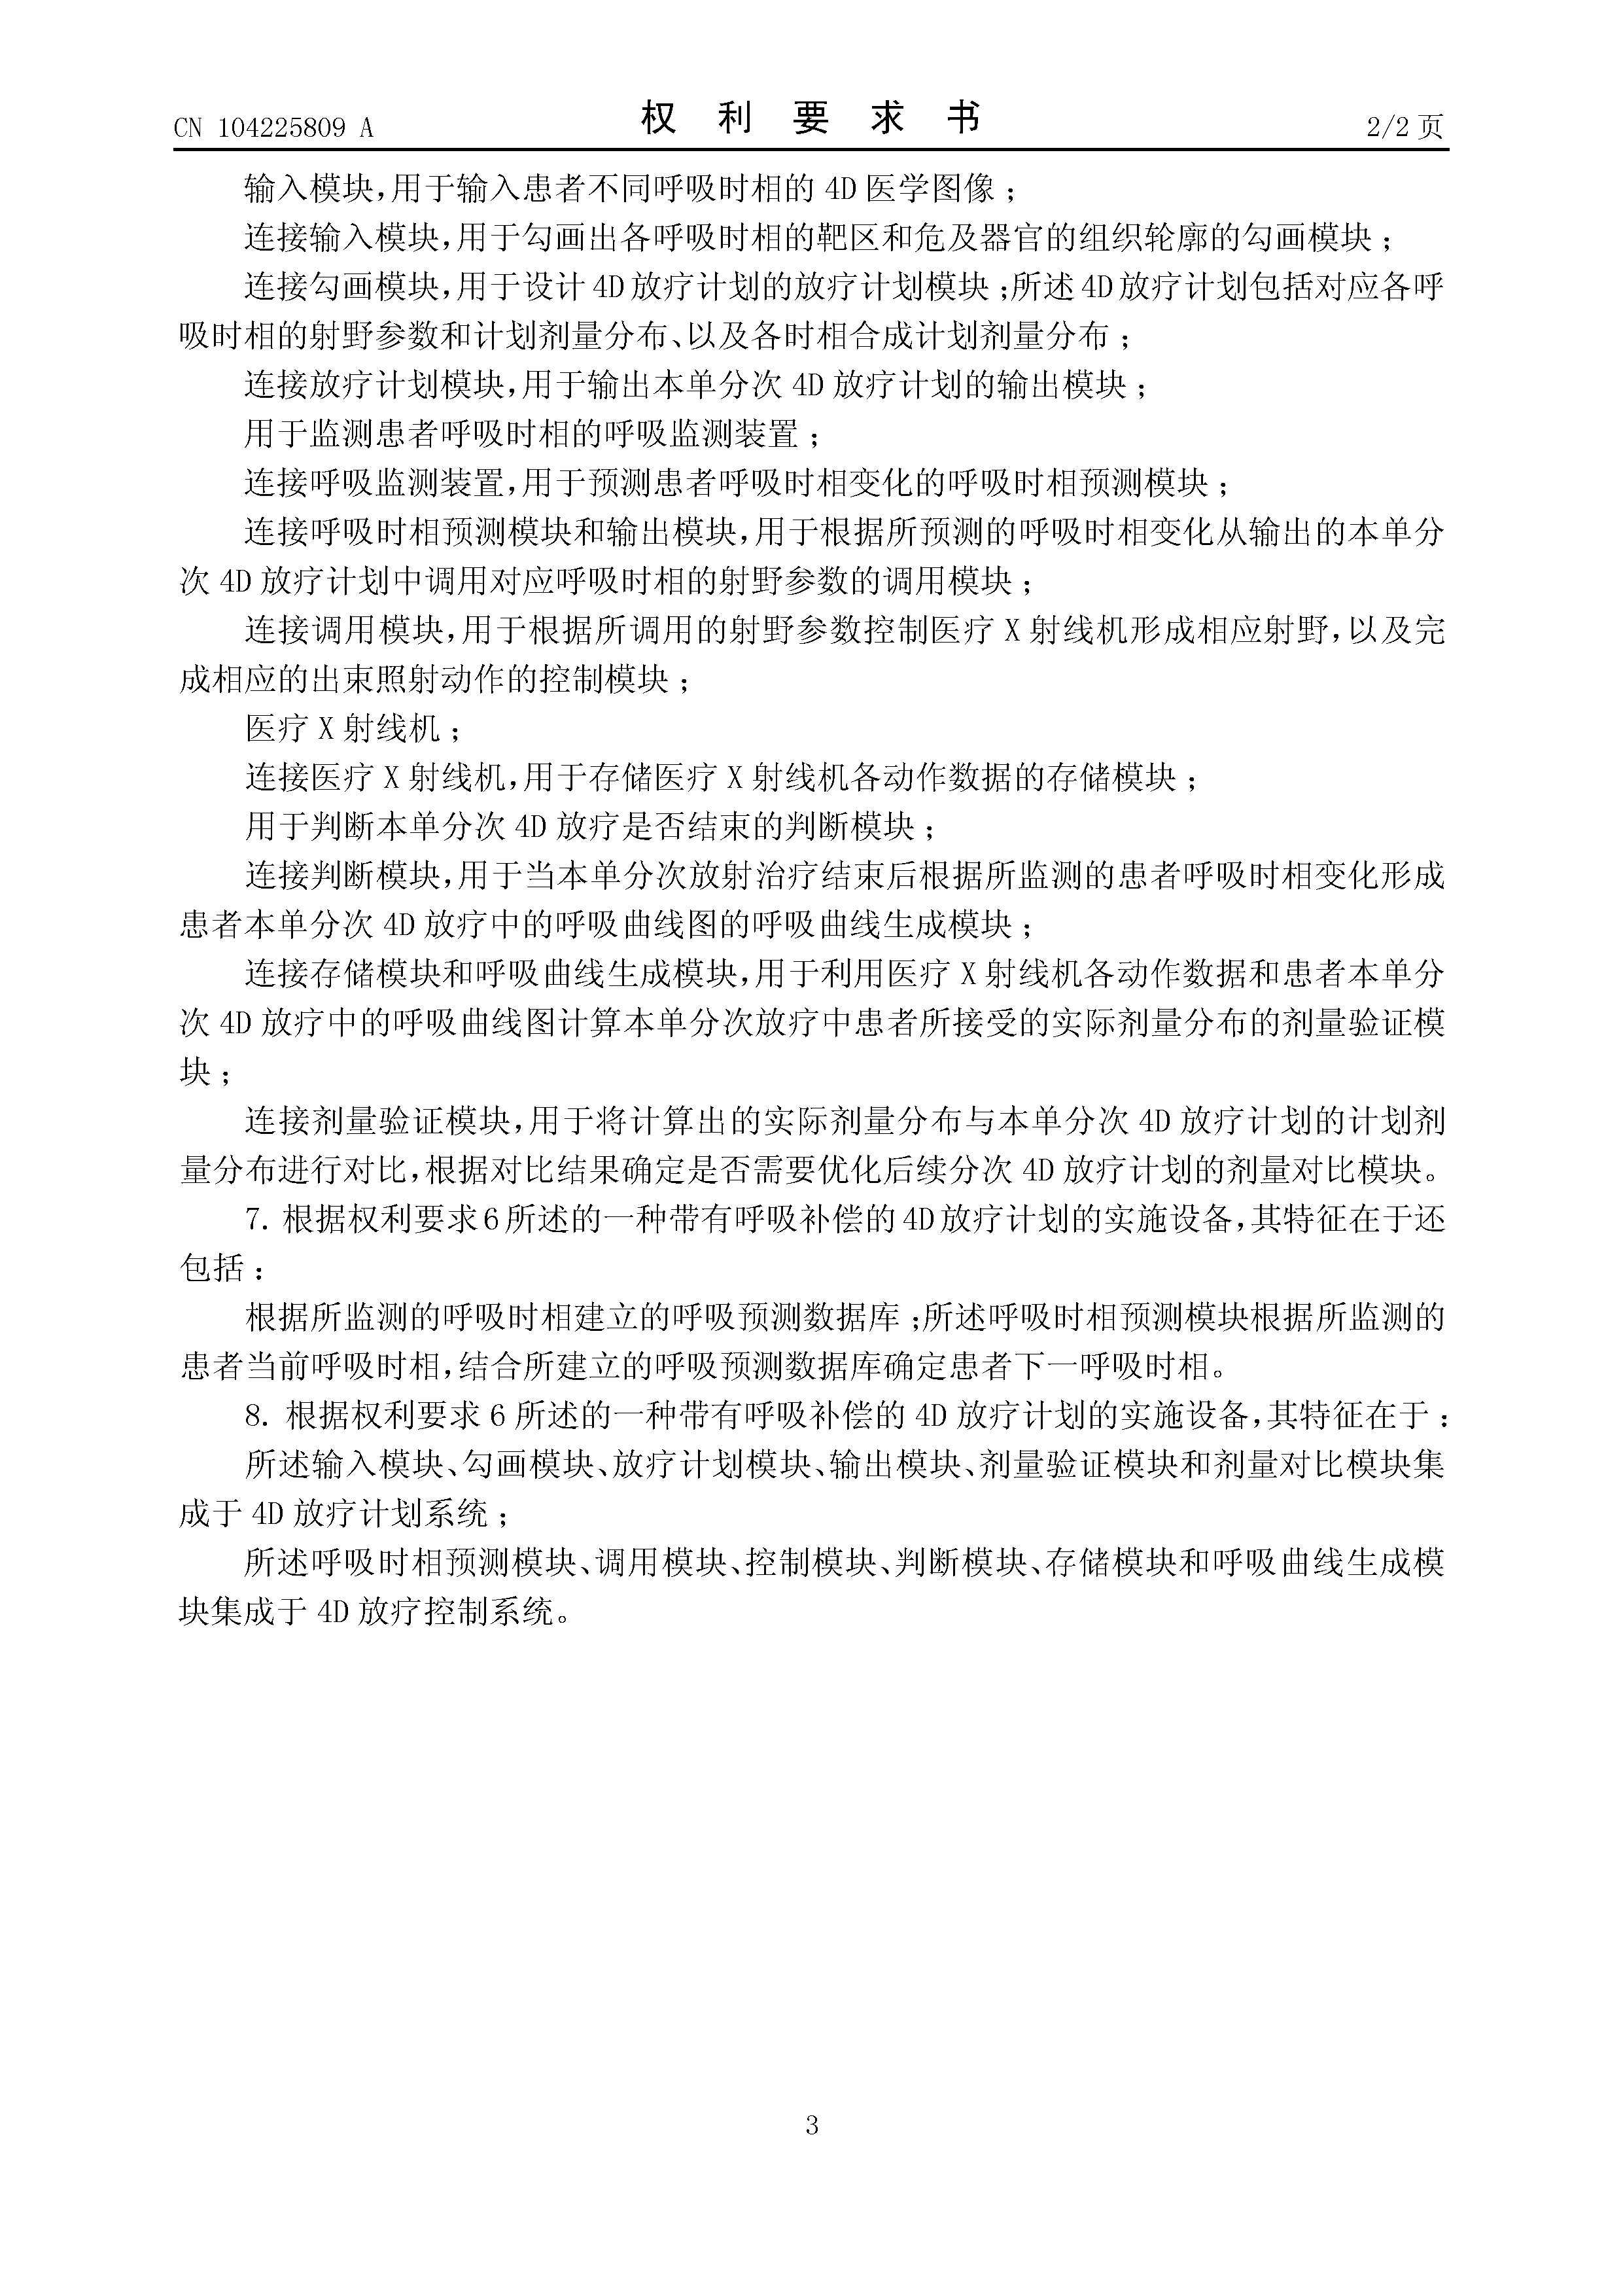 CN 104225809 A
权 利 要 求 书
2/2 页
输入模块,用于输入患者不同呼吸时相的 4D 医学图像;
连接输入模块,用于勾画出各呼吸时相的靶区和危及器官的组织轮廓的勾画模块;
连接勾画模块,用于设计 4D 放疗计划的放疗计划模块;所述 4D 放疗计划包括对应各呼
吸时相的射野参数和计划剂量分布、以及各时相合成计划剂量分布;
连接放疗计划模块,用于输出本单分次 4D 放疗计划的输出模块;
用于监测患者呼吸时相的呼吸监测装置;
连接呼吸监测装置,用于预测患者呼吸时相变化的呼吸时相预测模块;
连接呼吸时相预测模块和输出模块,用于根据所预测的呼吸时相变化从输出的本单分
次 4D 放疗计划中调用对应呼吸时相的射野参数的调用模块;
连接调用模块,用于根据所调用的射野参数控制医疗 X 射线机形成相应射野,以及完
成相应的出束照射动作的控制模块;
医疗 X 射线机;
连接医疗 X 射线机,用于存储医疗 X 射线机各动作数据的存储模块;
用于判断本单分次 4D 放疗是否结束的判断模块;
连接判断模块,用于当本单分次放射治疗结束后根据所监测的患者呼吸时相变化形成
患者本单分次 4D 放疗中的呼吸曲线图的呼吸曲线生成模块;
连接存储模块和呼吸曲线生成模块,用于利用医疗 X 射线机各动作数据和患者本单分
次 4D 放疗中的呼吸曲线图计算本单分次放疗中患者所接受的实际剂量分布的剂量验证模
块;
连接剂量验证模块,用于将计算出的实际剂量分布与本单分次 4D 放疗计划的计划剂
量分布进行对比,根据对比结果确定是否需要优化后续分次 4D 放疗计划的剂量对比模块。
7. 根据权利要求6所述的一种带有呼吸补偿的4D放疗计划的实施设备,其特征在于还
包括:
根据所监测的呼吸时相建立的呼吸预测数据库;所述呼吸时相预测模块根据所监测的
患者当前呼吸时相,结合所建立的呼吸预测数据库确定患者下一呼吸时相。
8. 根据权利要求 6 所述的一种带有呼吸补偿的 4D 放疗计划的实施设备,其特征在于:
所述输入模块、勾画模块、放疗计划模块、输出模块、剂量验证模块和剂量对比模块集
成于 4D 放疗计划系统;
所述呼吸时相预测模块、调用模块、控制模块、判断模块、存储模块和呼吸曲线生成模
块集成于 4D 放疗控制系统。
3